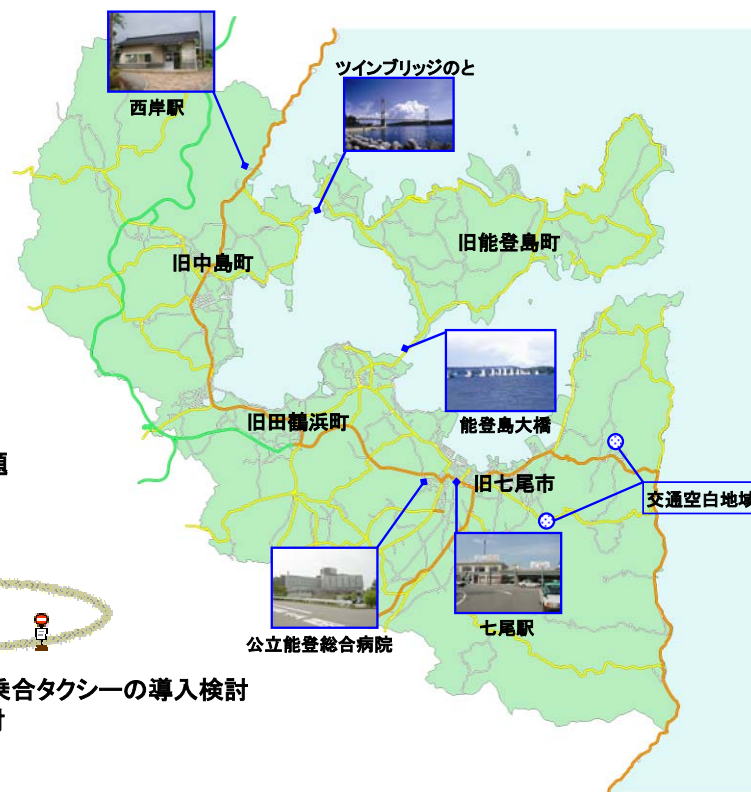 ツインブリッジのと
西岸駅
旧能登島町
旧中島町
旧田鶴浜町
能登島大橋
題
旧七尾市
交通空白地域
七尾駅
公立能登総合病院
乗合タクシーの導入検討
討